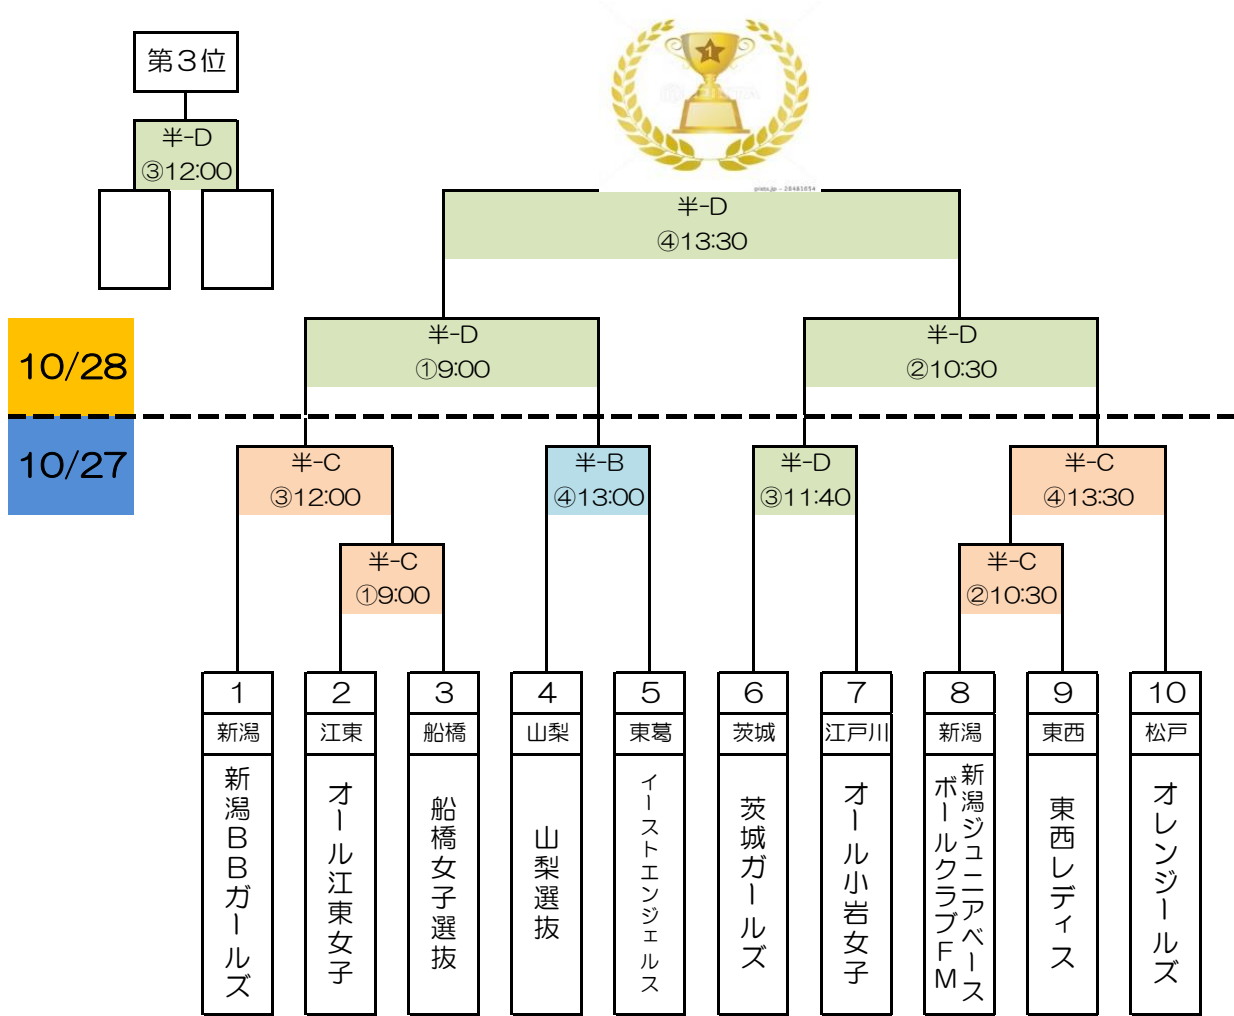 第３位
半-D
③12:00
1
pixta.jp - 28481054
半-D
④13:30
10/28
半-D
①9:00
半-D
②10:30
10/27
半-C
③12:00
半-B
④13:00
半-D
③11:40
半-C
④13:30
半-C
①9:00
半-C
②10:30
1
新潟
新潟ＢＢガールズ
2
江東
オール江東女子
3
船橋
船橋女子選抜
4
山梨
山梨選抜
5
東葛
イーストエンジェルス
6
茨城
茨城ガールズ
7
江戸川
オール小岩女子
8
新潟
新潟ジュニアベース
ボールクラブＦＭ
9
東西
東西レディス
10
松戸
オレンジールズ